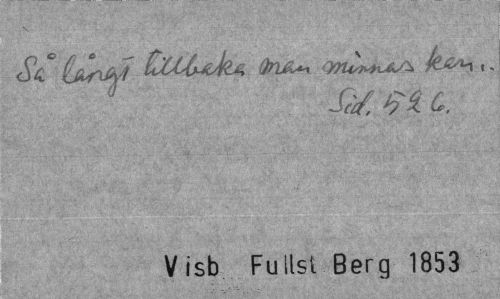 Så långt tillbaka man minnas kan..
Sid. 526.
Visb Fullst Berg 1853